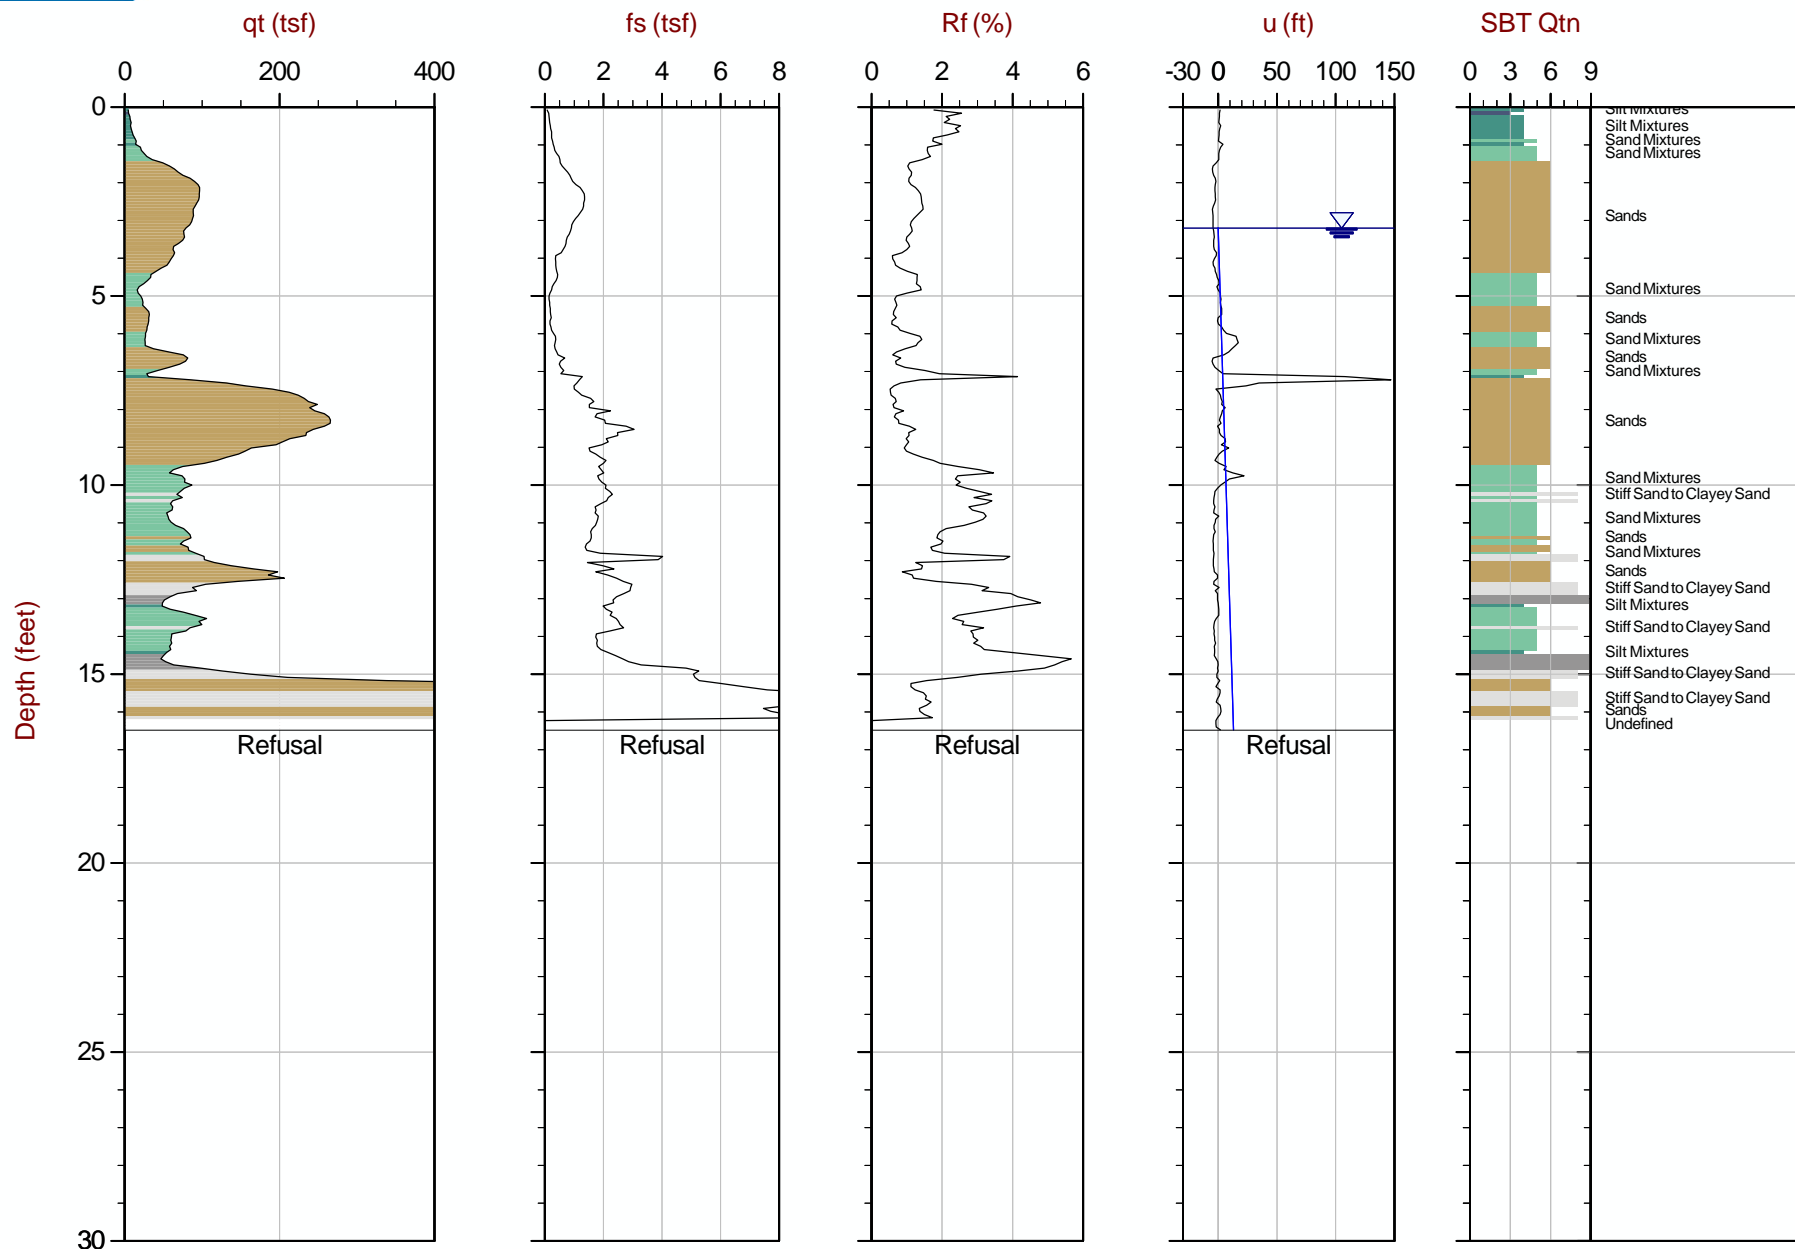 qt (tsf) fs (tsf) Rf (%) u (ft) SBT Qtn
0 200 400 0 2 4 6 8 0 2 4 6 -30 0 50 100 150 0 3 6 9
0
Silt Mixtures
Silt Mixtures
Sand Mixtures
Sand Mixtures
Sands
Sand Mixtures
5
Sands
Sand Mixtures
Sands
Sand Mixtures
Sands
Sand Mixtures
10
Stiff Sand to Clayey Sand
Sand Mixtures
Sands
Sand Mixtures
Sands
Stiff Sand to Clayey Sand
Silt Mixtures
Stiff Sand to Clayey Sand
Silt Mixtures
15
Stiff Sand to Clayey Sand
Stiff Sand to Clayey Sand
Sands
Undefined
Refusal Refusal Refusal Refusal
Depth (feet)
20
25
30